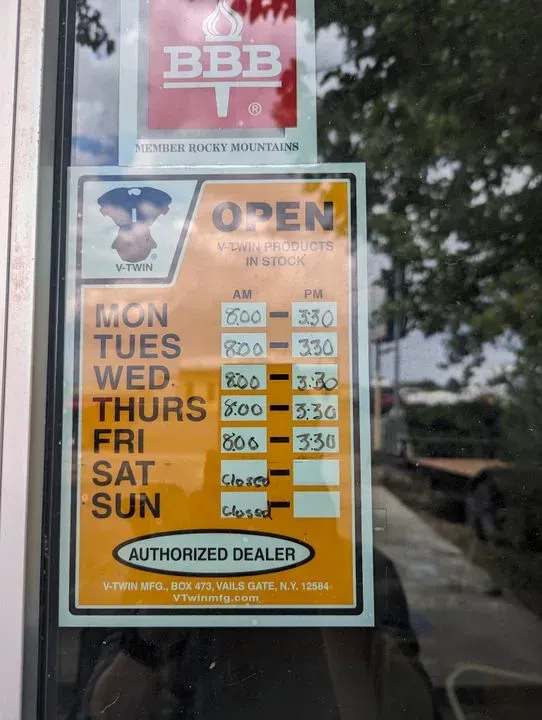 BBB
®
MEMBER ROCKY MOUNTAINS
OPEN
V-TWIN PRODUCTS
IN STOCK
®
V-TWIN
AM PM
MON 8:00 - 3:30
TUES 8:00 - 3:30
WED. 8:00 - 3:30
THURS 8:00 - 3:30
FRI 8:00 - 3:30
SAT Closed -
SUN Closed -
AUTHORIZED DEALER
V-TWIN MFG., BOX 473, VAILS GATE, N.Y. 12584
VTwinmfg.com